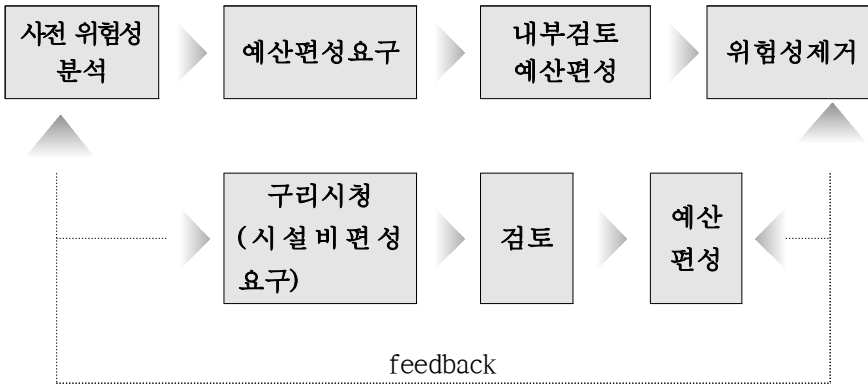 사전 위험성
분석
예산편성요구
내부검토
예산편성
위험성제거
구리시청
(시설비편성
요구)
검토
예산
편성
feedback